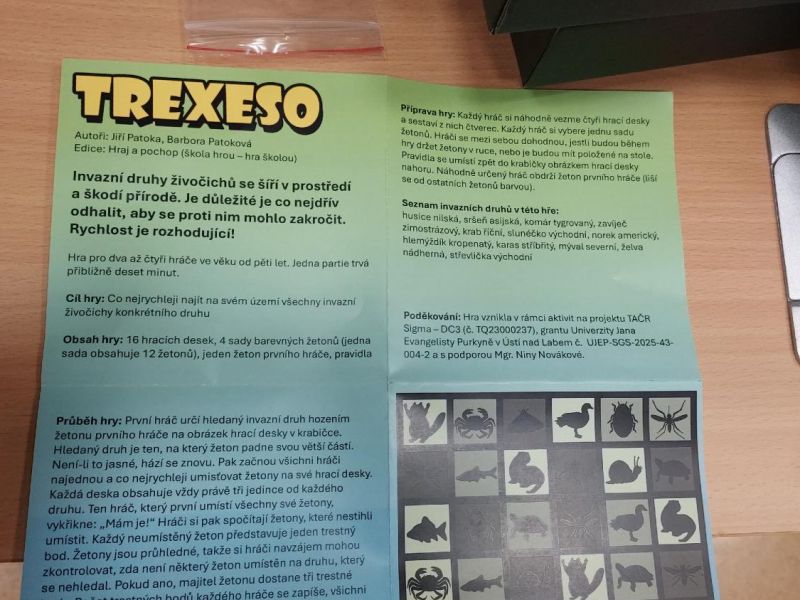 TREXESO
Autoři: Jiří Patoka, Barbora Patoková
Edice: Hraj a pochop (škola hrou – hra školou)
Invazní druhy živočichů se šíří v prostředí
a škodí přírodě. Je důležité je co nejdřív
odhalit, aby se proti nim mohlo zakročit.
Rychlost je rozhodující!
Hra pro dva až čtyři hráče ve věku od pěti let. Jedna partie trvá
přibližně deset minut.
Cíl hry: Co nejrychleji najít na svém území všechny invazní
živočichy konkrétního druhu
Obsah hry: 16 hracích desek, 4 sady barevných žetonů (jedna
sada obsahuje 12 žetonů), jeden žeton prvního hráče, pravidla
Průběh hry: První hráč určí hledaný invazní druh hozením
žetonu prvního hráče na obrázek hrací desky v krabičce.
Hledaný druh je ten, na který žeton padne svou větší částí.
Není-li to jasné, hází se znovu. Pak začnou všichni hráči
najednou a co nejrychleji umisťovat žetony na své hrací desky.
Každá deska obsahuje vždy právě tři jedince od každého
druhu. Ten hráč, který první umístí všechny své žetony,
vykřikne: „Mám je!“ Hráči si pak spočítají žetony, které nestihli
umístit. Každý neumístěný žeton představuje jeden trestný
bod. Žetony jsou průhledné, takže si hráči navzájem mohou
zkontrolovat, zda není některý žeton umístěn na druhu, který
se nehledal. Pokud ano, majitel žetonu dostane tři trestné
trestných bodů každého hráče se zapíše, všichni
Příprava hry: Každý hráč si náhodně vezme čtyři hrací desky
a sestaví z nich čtverec. Každý hráč si vybere jednu sadu
žetonů. Hráči se mezi sebou dohodnou, jestli budou během
hry držet žetony v ruce, nebo je budou mít položené na stole.
Pravidla se umístí zpět do krabičky obrázkem hrací desky
nahoru. Náhodně určený hráč obdrží žeton prvního hráče (liší
se od ostatních žetonů barvou).
Seznam invazních druhů v této hře:
husice nilská, sršeň asijská, komár tygrovaný, zavíječ
zimostrázový, krab říční, slunéčko východní, norek americký,
hlemýždík kropenatý, karas stříbřitý, mýval severní, želva
nádherná, střevlička východní
Poděkování: Hra vznikla v rámci aktivit na projektu TAČR
Sigma – DC3 (č. TQ23000237), grantu Univerzity Jana
Evangelisty Purkyně v Ústí nad Labem č. UJEP-SGS-2025-43-
004-2 a s podporou Mgr. Niny Novákové.